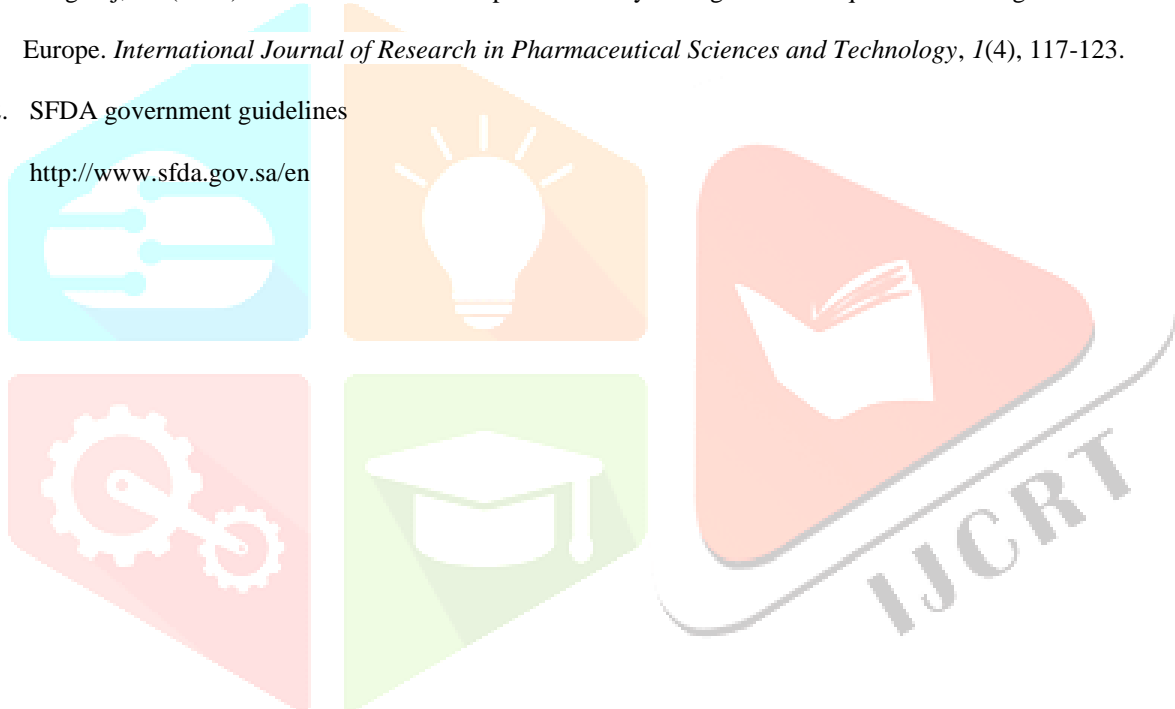 Europe. International Journal of Research in Pharmaceutical Sciences and Technology, 1(4), 117-123.
. SFDA government guidelines
http://www.sfda.gov.sa/en
IJCRT